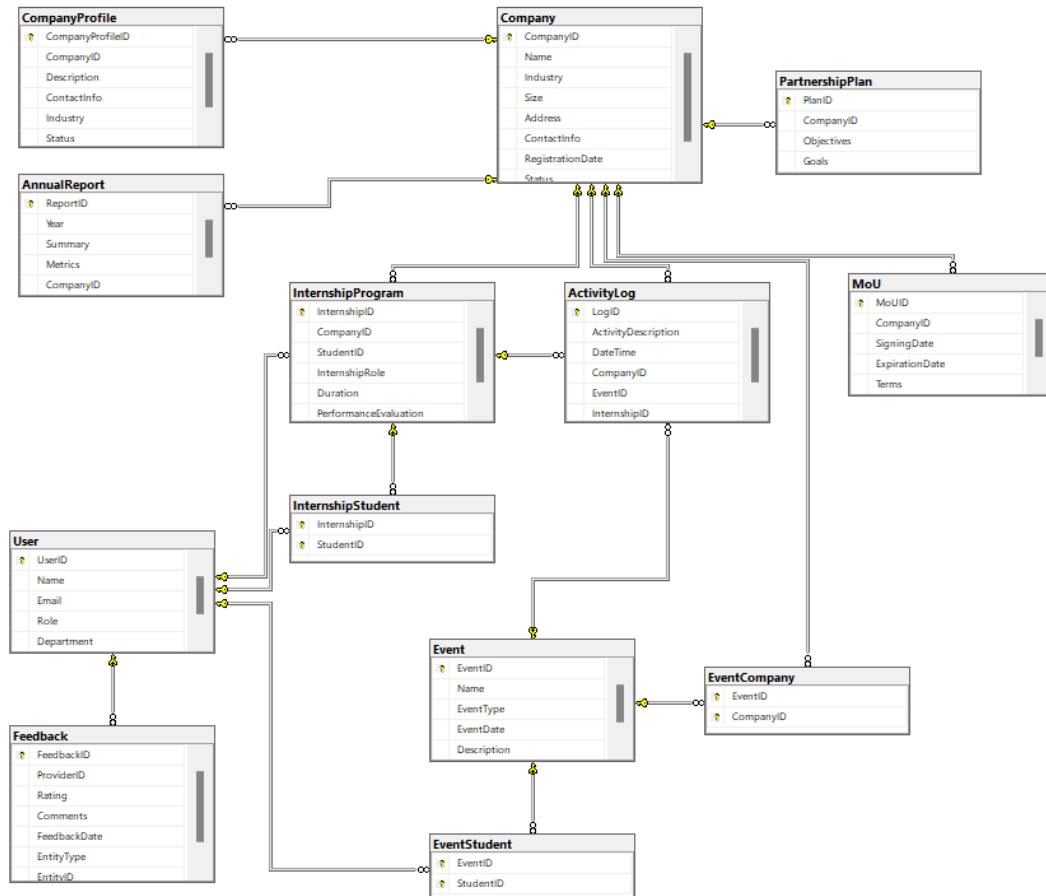 CompanyProfile
CompanyProfileID
CompanyID
Description
ContactInfo
Industry
Status
Company
CompanyID
Name
Industry
Size
Address
ContactInfo
RegistrationDate
Status
PartnershipPlan
PlanID
CompanyID
Objectives
Goals
AnnualReport
ReportID
Year
Summary
Metrics
CompanyID
InternshipProgram
InternshipID
CompanyID
StudentID
InternshipRole
Duration
PerformanceEvaluation
ActivityLog
LogID
ActivityDescription
DateTime
CompanyID
EventID
InternshipID
MoU
MoUID
CompanyID
SigningDate
ExpirationDate
Terms
InternshipStudent
InternshipID
StudentID
User
UserID
Name
Email
Role
Department
Event
EventID
Name
EventType
EventDate
Description
EventCompany
EventID
CompanyID
Feedback
FeedbackID
ProviderID
Rating
Comments
FeedbackDate
EntityType
EntityID
EventStudent
EventID
StudentID